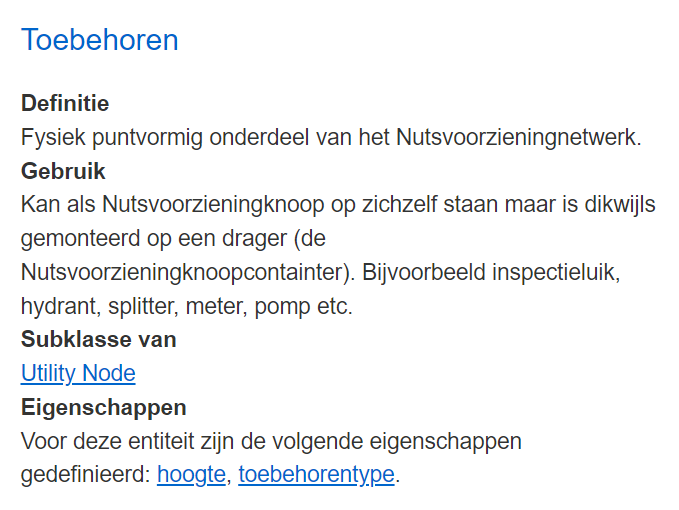 Toebehoren
Definitie
Fysiek puntvormig onderdeel van het Nutsvoorzieningnetwerk.
Gebruik
Kan als Nutsvoorzieningknoop op zichzelf staan maar is dikwijls
gemonteerd op een drager (de
Nutsvoorzieningknoopcontainter). Bijvoorbeeld inspectieluik,
hydrant, splitter, meter, pomp etc.
Subklasse van
Utility Node
Eigenschappen
Voor deze entiteit zijn de volgende eigenschappen
gedefinieerd: hoogte, toebehorentype.